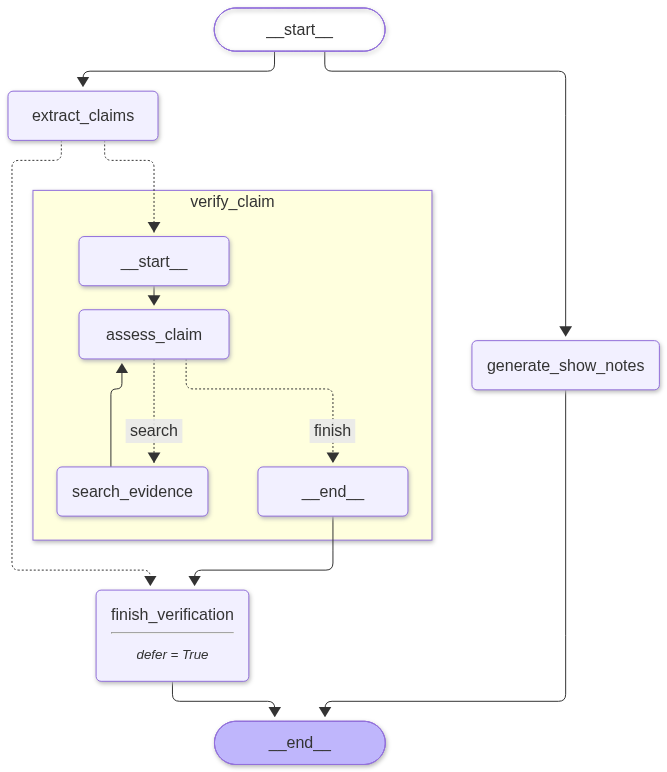 __start__
extract_claims
verify_claim
__start__
assess_claim
generate_show_notes
search
finish
search_evidence
__end__
finish_verification
defer = True
__end__